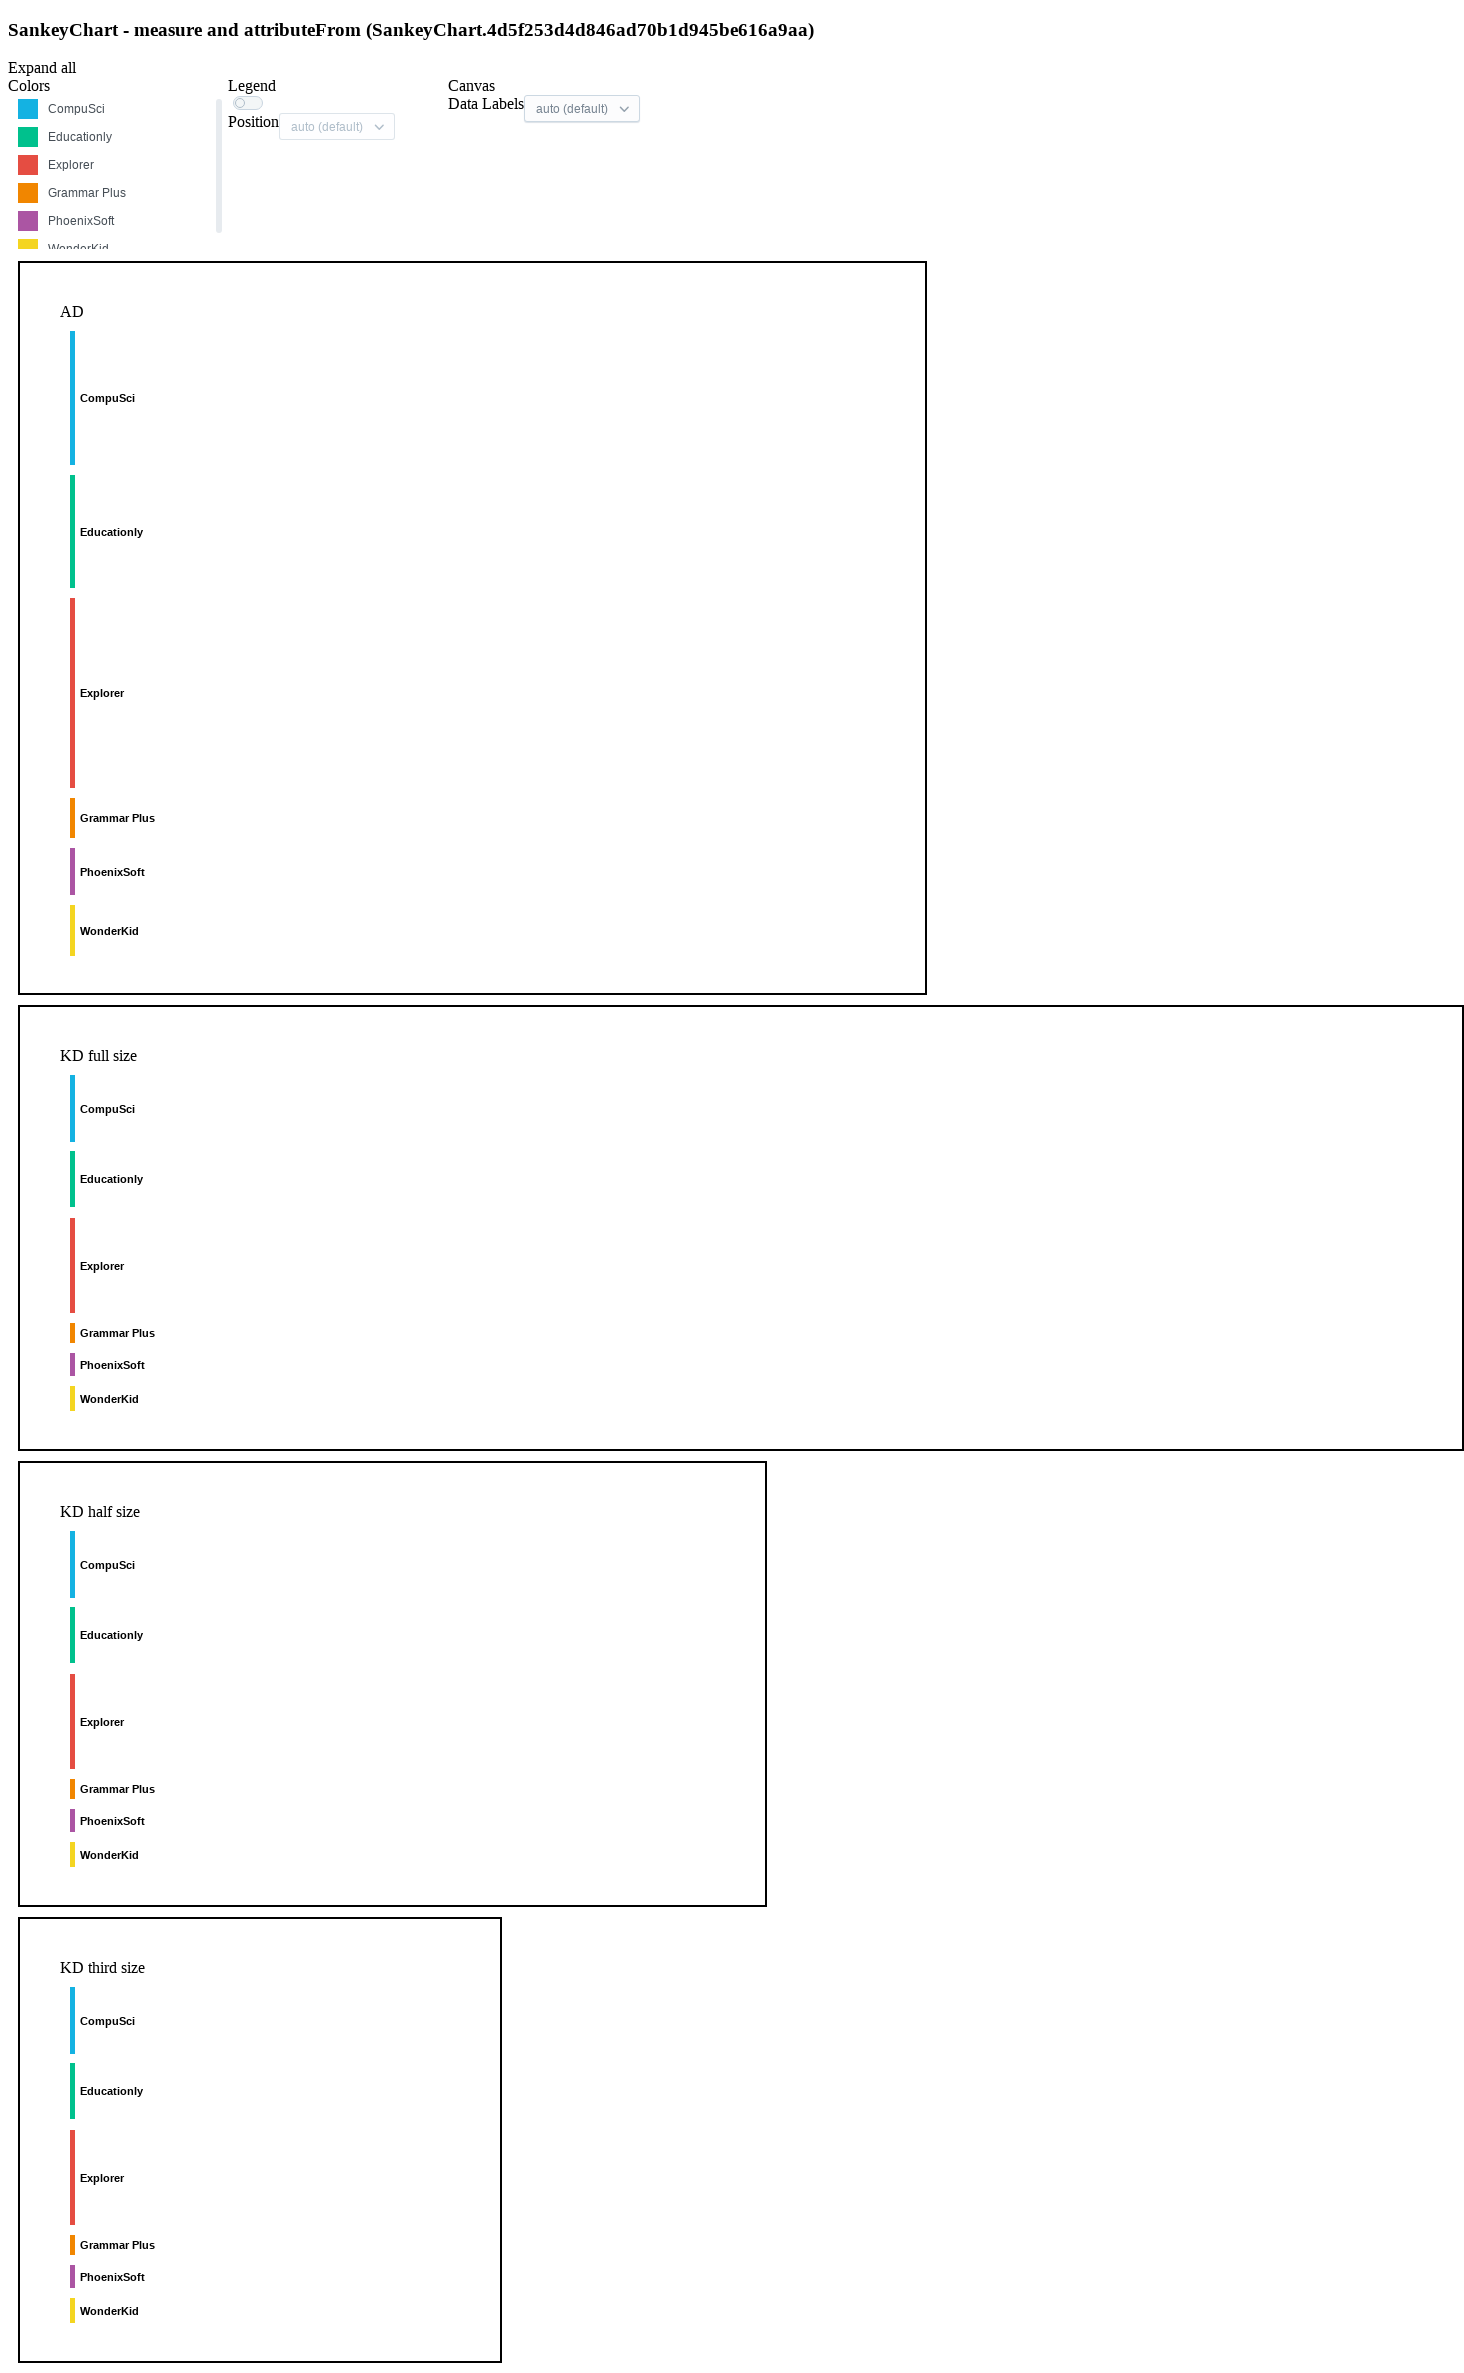 SankeyChart - measure and attributeFrom (SankeyChart.4d5f253d4d846ad70b1d945be616a9aa)
Expand all
Colors
CompuSci
Educationly
Explorer
Grammar Plus
PhoenixSoft
WonderKid
Legend
Position auto (default)
Canvas
Data Labels auto (default)
AD
CompuSci
Educationly
Explorer
Grammar Plus
PhoenixSoft
WonderKid
KD full size
CompuSci
Educationly
Explorer
Grammar Plus
PhoenixSoft
WonderKid
KD half size
CompuSci
Educationly
Explorer
Grammar Plus
PhoenixSoft
WonderKid
KD third size
CompuSci
Educationly
Explorer
Grammar Plus
PhoenixSoft
WonderKid